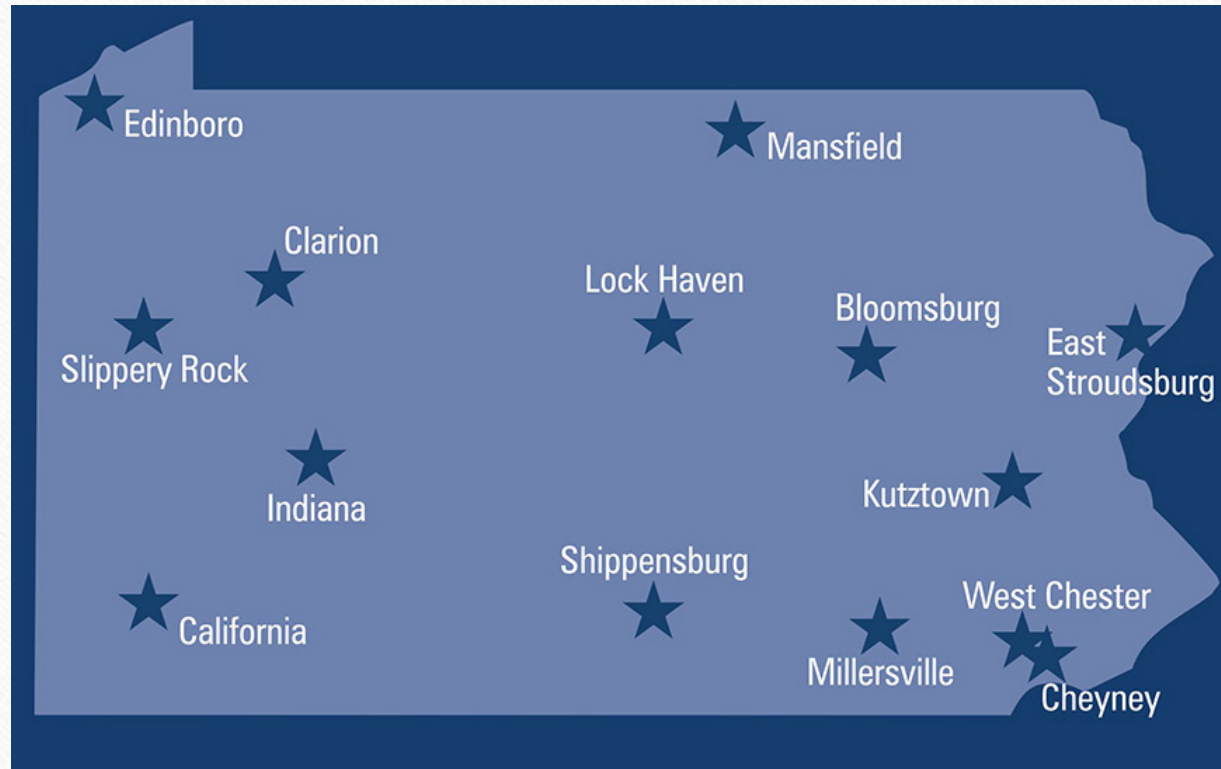 Edinboro
Mansfield
Clarion
Lock Haven
Bloomsburg
East
Stroudsburg
Slippery Rock
Kutztown
Indiana
Shippensburg
West Chester
California
Millersville
Cheyney